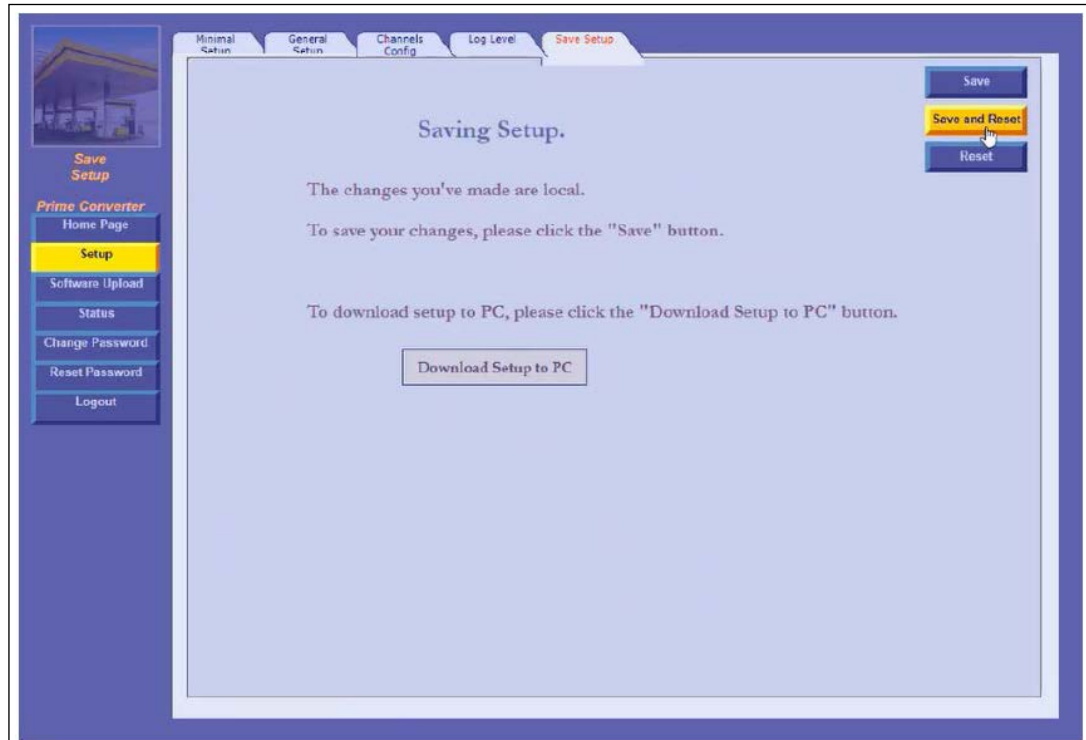 Minimal
Setup
General
Setup
Channels
Config
Log Level
Save Setup
Save
Setup
Prime Converter
Home Page
Setup
Software Upload
Status
Change Password
Reset Password
Logout
Saving Setup.
The changes you've made are local.
To save your changes, please click the "Save" button.
To download setup to PC, please click the "Download Setup to PC" button.
Download Setup to PC
Save
Save and Reset
Reset